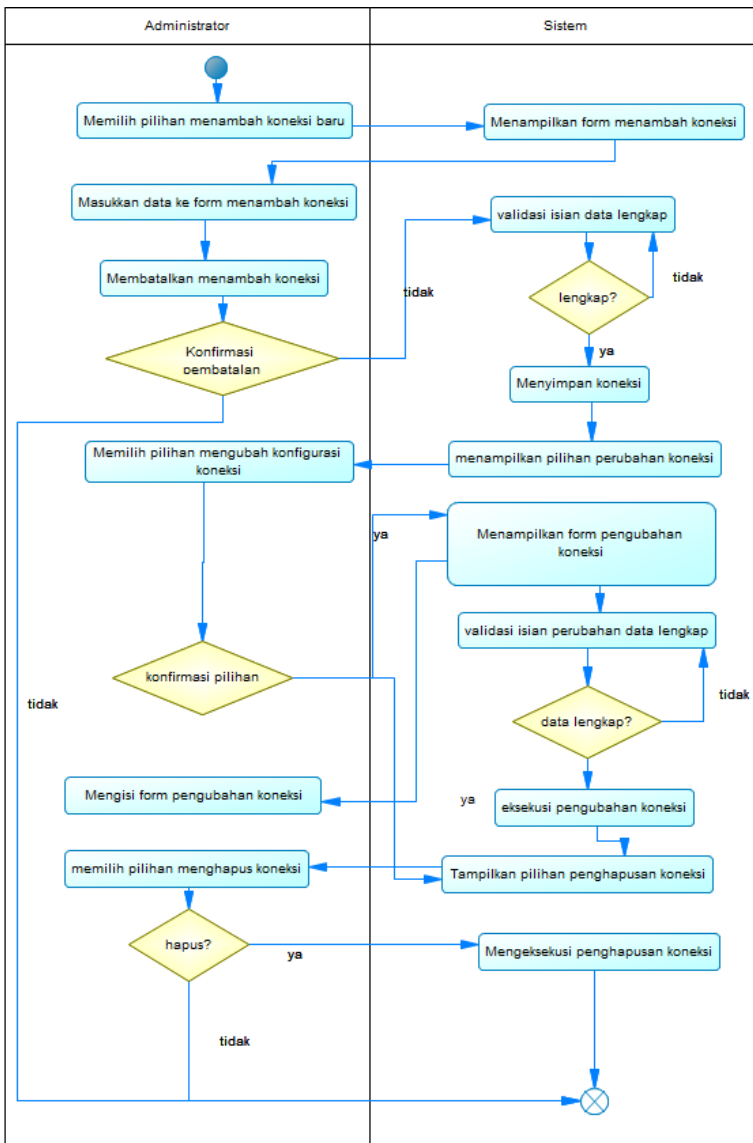 Administrator
Sistem
Memilih pilihan menambah koneksi baru
Menampilkan form menambah koneksi
Masukkan data ke form menambah koneksi
validasi isian data lengkap
Membatalkan menambah koneksi
tidak
tidak
lengkap?
Konfirmasi
pembatalan
ya
Menyimpan koneksi
Memilih pilihan mengubah konfigurasi
koneksi
menampilkan pilihan perubahan koneksi
ya
Menampilkan form pengubahan
koneksi
validasi isian perubahan data lengkap
konfirmasi pilihan
tidak
tidak
data lengkap?
Mengisi form pengubahan koneksi
ya
eksekusi pengubahan koneksi
memilih pilihan menghapus koneksi
Tampilkan pilihan penghapusan koneksi
hapus?
ya
Mengeksekusi penghapusan koneksi
tidak